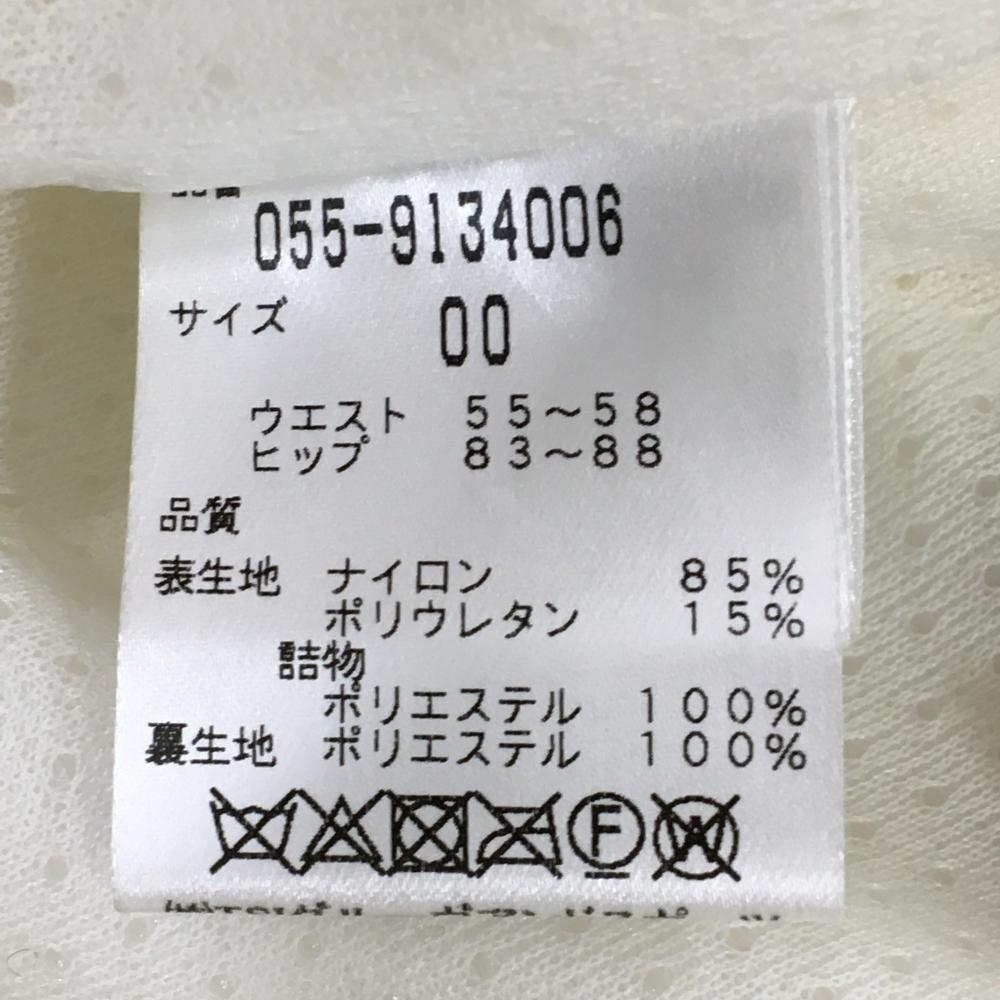 055-9134006
サイズ 00
ウエスト 55～58
ヒップ 83～88
品質
表生地 ナイロン 85%
ポリウレタン 15%
詰物
ポリエステル 100%
裏生地 ポリエステル 100%
F W